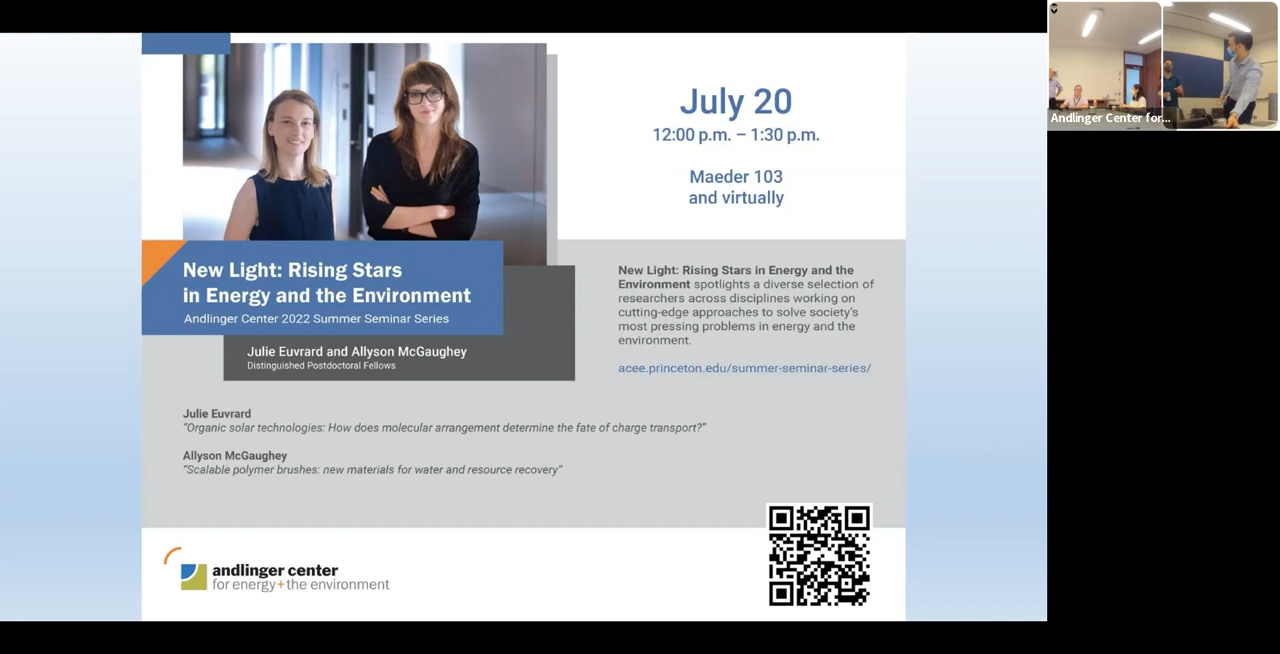 July 20
12:00 p.m. – 1:30 p.m.
Maeder 103
and virtually
New Light: Rising Stars
in Energy and the Environment
Andlinger Center 2022 Summer Seminar Series
Julie Euvrard and Allyson McGaughey
Distinguished Postdoctoral Fellows
New Light: Rising Stars in Energy and the
Environment spotlights a diverse selection of
researchers across disciplines working on
cutting-edge approaches to solve society's
most pressing problems in energy and the
environment.
acee.princeton.edu/summer-seminar-series/
Julie Euvrard
"Organic solar technologies: How does molecular arrangement determine the fate of charge transport?"
Allyson McGaughey
"Scalable polymer brushes: new materials for water and resource recovery"
andlinger center
for energy+the environment
Andlinger Center for...